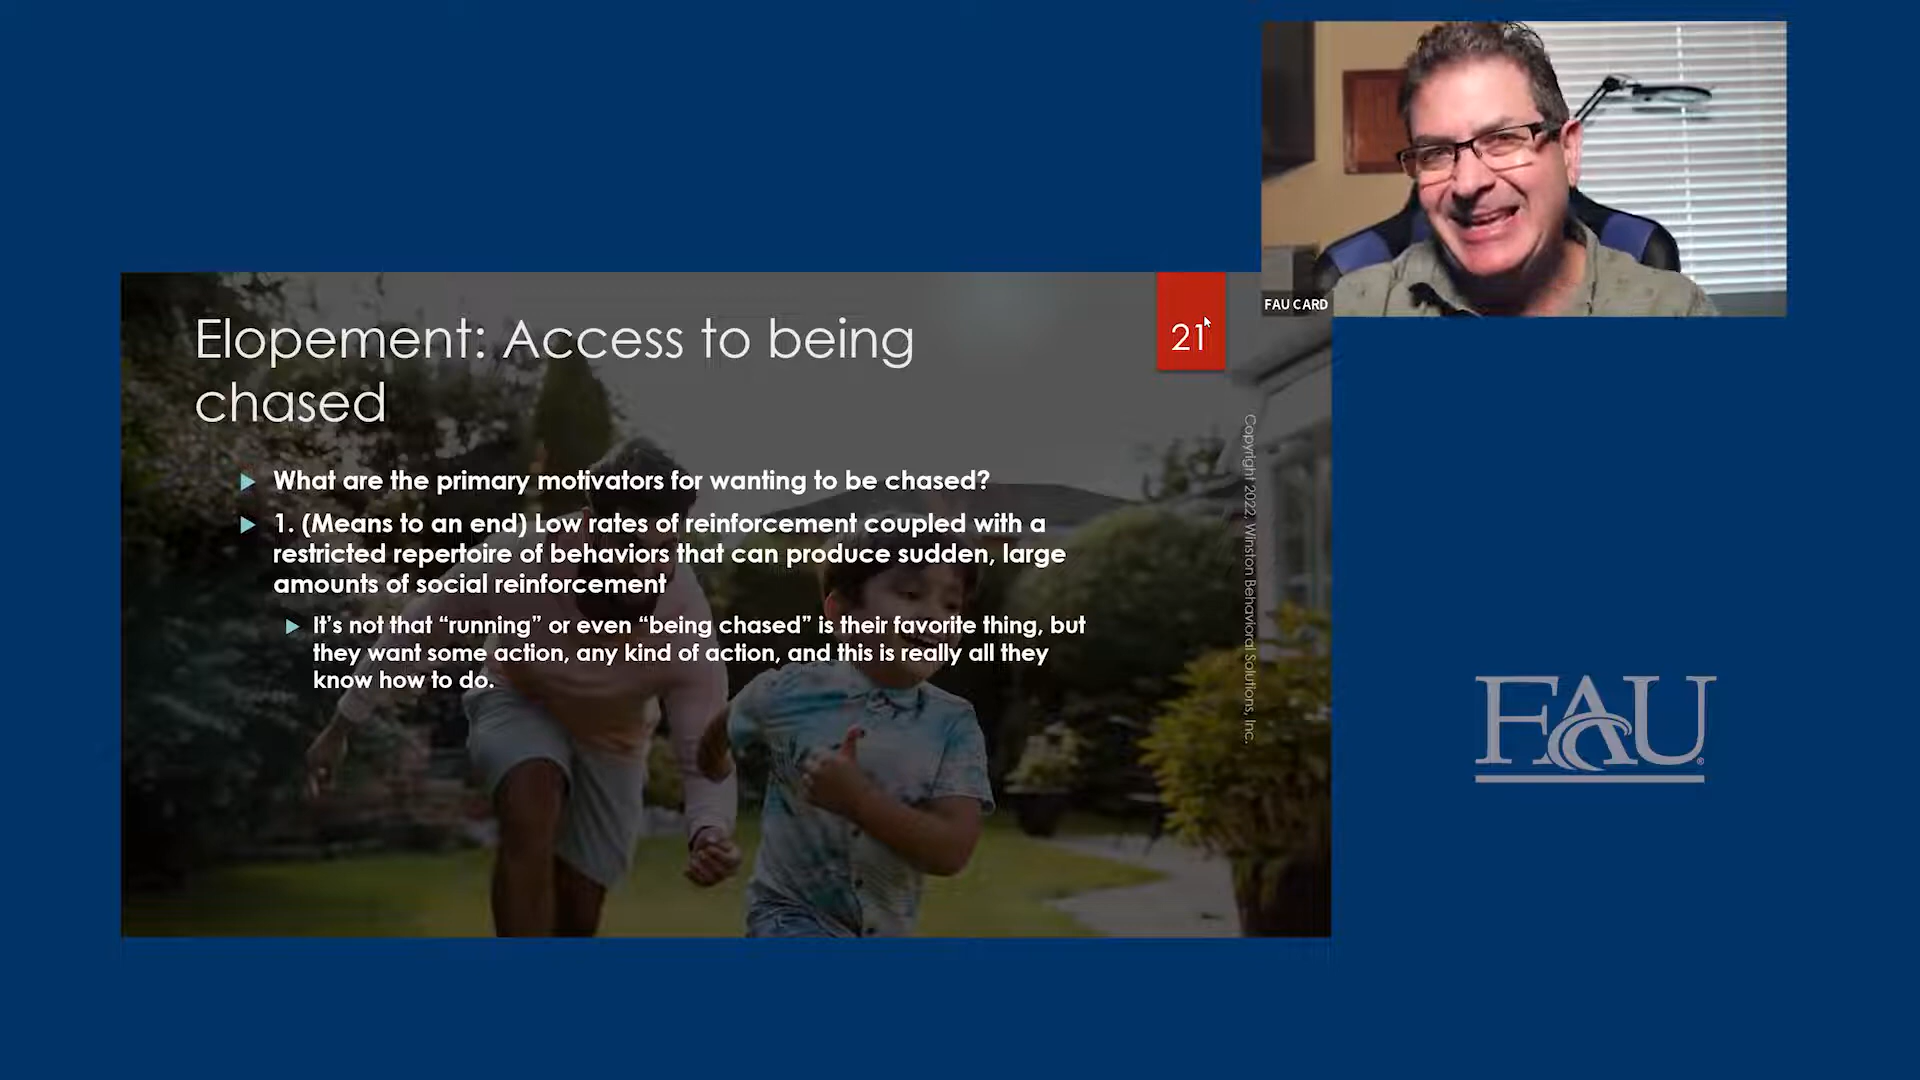 FAU CARD
Elopement: Access to being
chased
21
What are the primary motivators for wanting to be chased?
1. (Means to an end) Low rates of reinforcement coupled with a
restricted repertoire of behaviors that can produce sudden, large
amounts of social reinforcement
It’s not that “running” or even “being chased” is their favorite thing, but
they want some action, any kind of action, and this is really all they
know how to do.
Copyright 2022, Winston Behavioral Solutions, Inc.
FAU